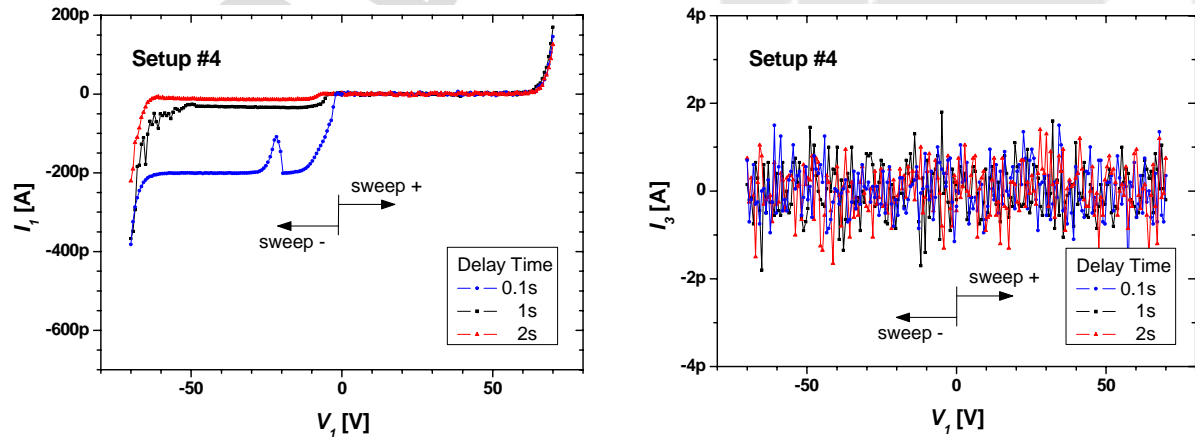 200p
0
-200p
-400p
-600p
I1 [A]
Setup #4
sweep +
sweep -
Delay Time
0.1s
1s
2s
-50
0
50
V1 [V]
4p
2p
0
-2p
-4p
I3 [A]
Setup #4
sweep +
sweep -
Delay Time
0.1s
1s
2s
-50
0
50
V1 [V]